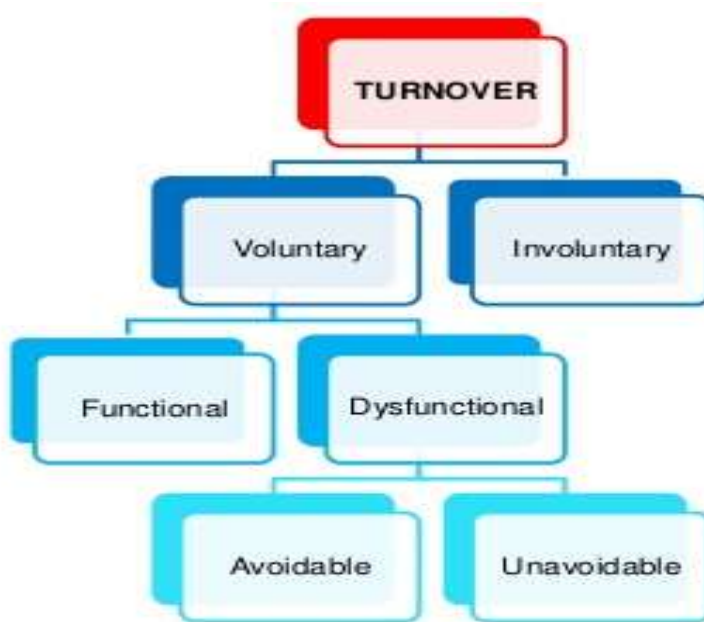 TURNOVER
Voluntary
Involuntary
Functional
Dysfunctional
Avoidable
Unavoidable